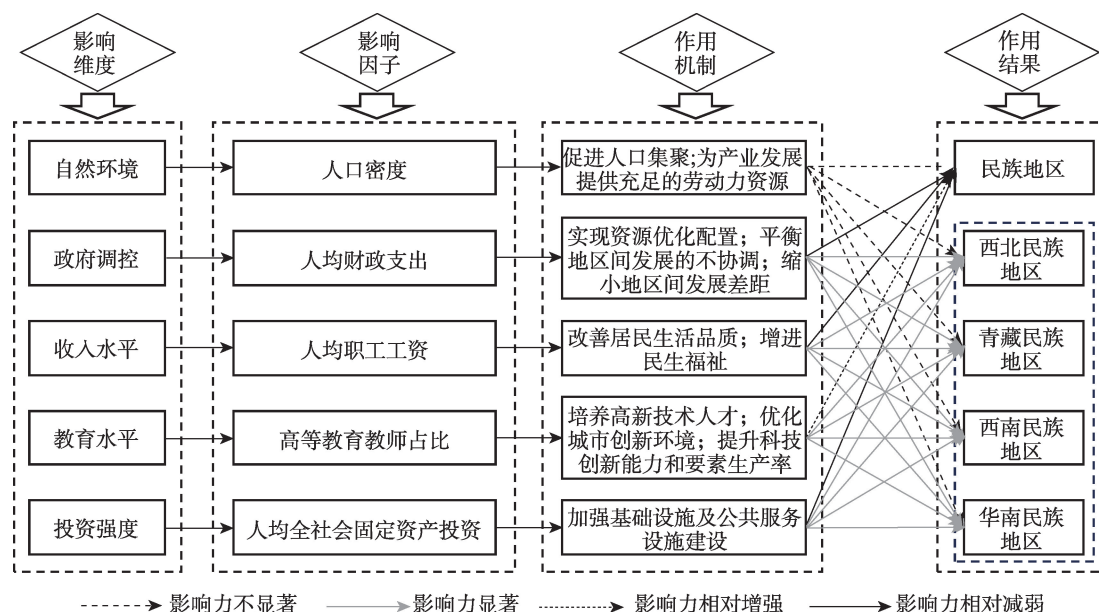 影响
维度
影响
因子
作用
机制
作用
结果
自然环境
人口密度
促进人口集聚;为产业发展
提供充足的劳动力资源
民族地区
政府调控
人均财政支出
实现资源优化配置；平衡
地区间发展的不协调；缩
小地区间发展差距
西北民族
地区
收入水平
人均职工工资
改善居民生活品质；增进
民生福祉
青藏民族
地区
教育水平
高等教育教师占比
培养高新技术人才；优化
城市创新环境；提升科技
创新能力和要素生产率
西南民族
地区
投资强度
人均全社会固定资产投资
加强基础设施及公共服务
设施建设
华南民族
地区
影响力不显著
影响力显著
影响力相对增强
影响力相对减弱